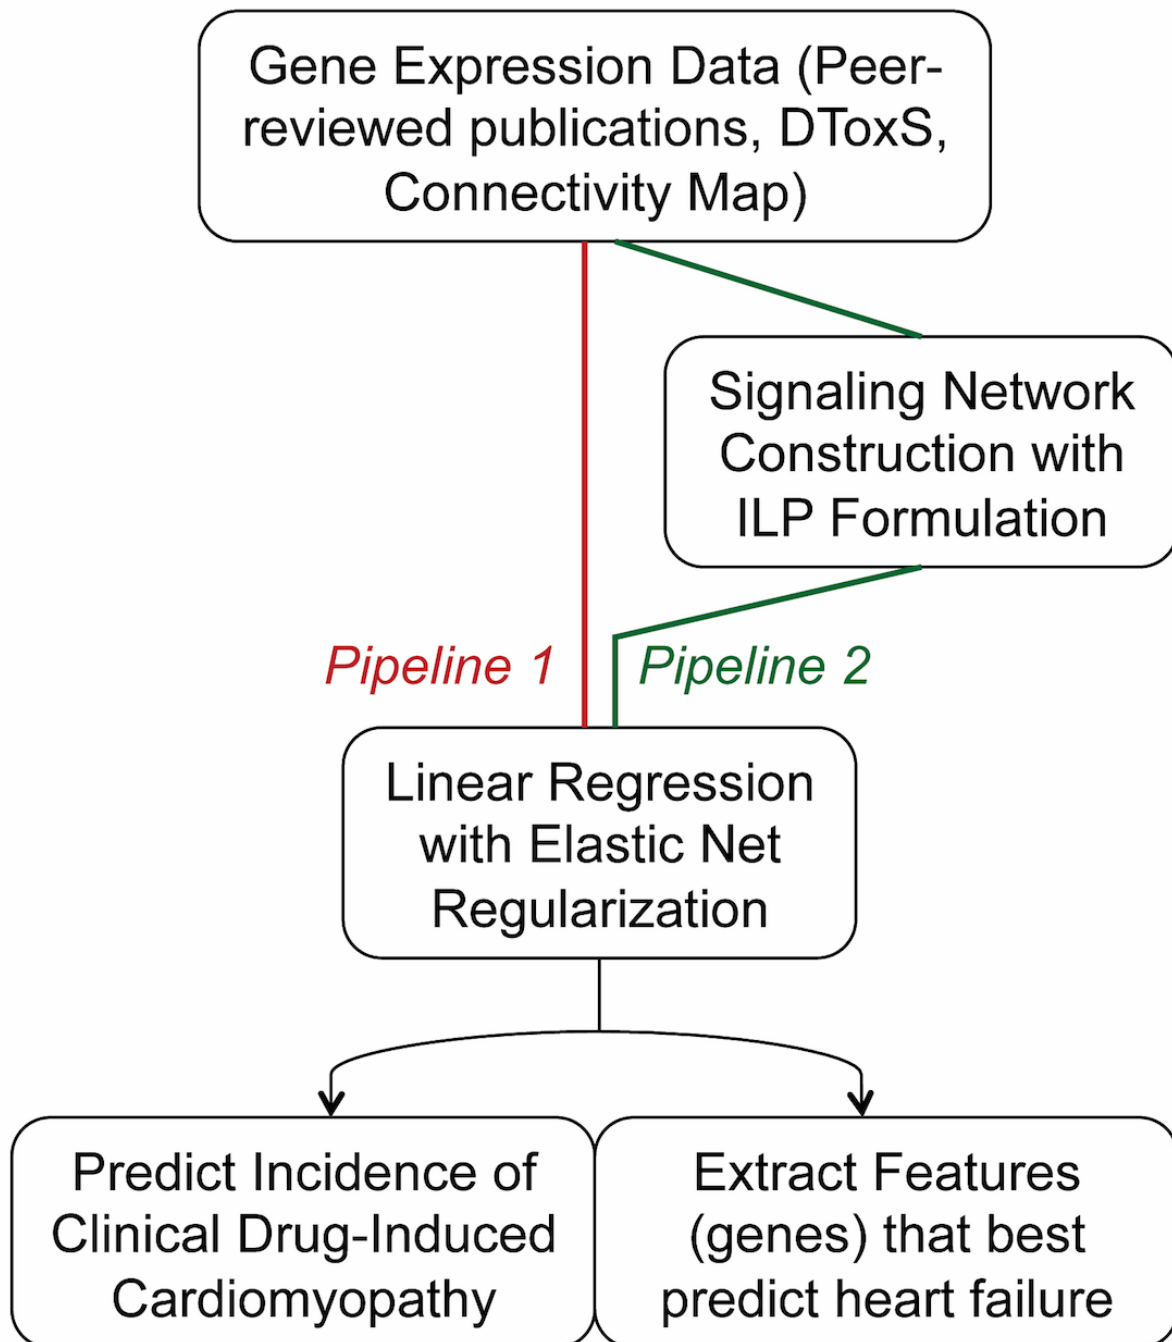 Gene Expression Data (Peer-
reviewed publications, DToxS,
Connectivity Map)
Signaling Network
Construction with
ILP Formulation
Pipeline 1
Pipeline 2
Linear Regression
with Elastic Net
Regularization
Predict Incidence of
Clinical Drug-Induced
Cardiomyopathy
Extract Features
(genes) that best
predict heart failure